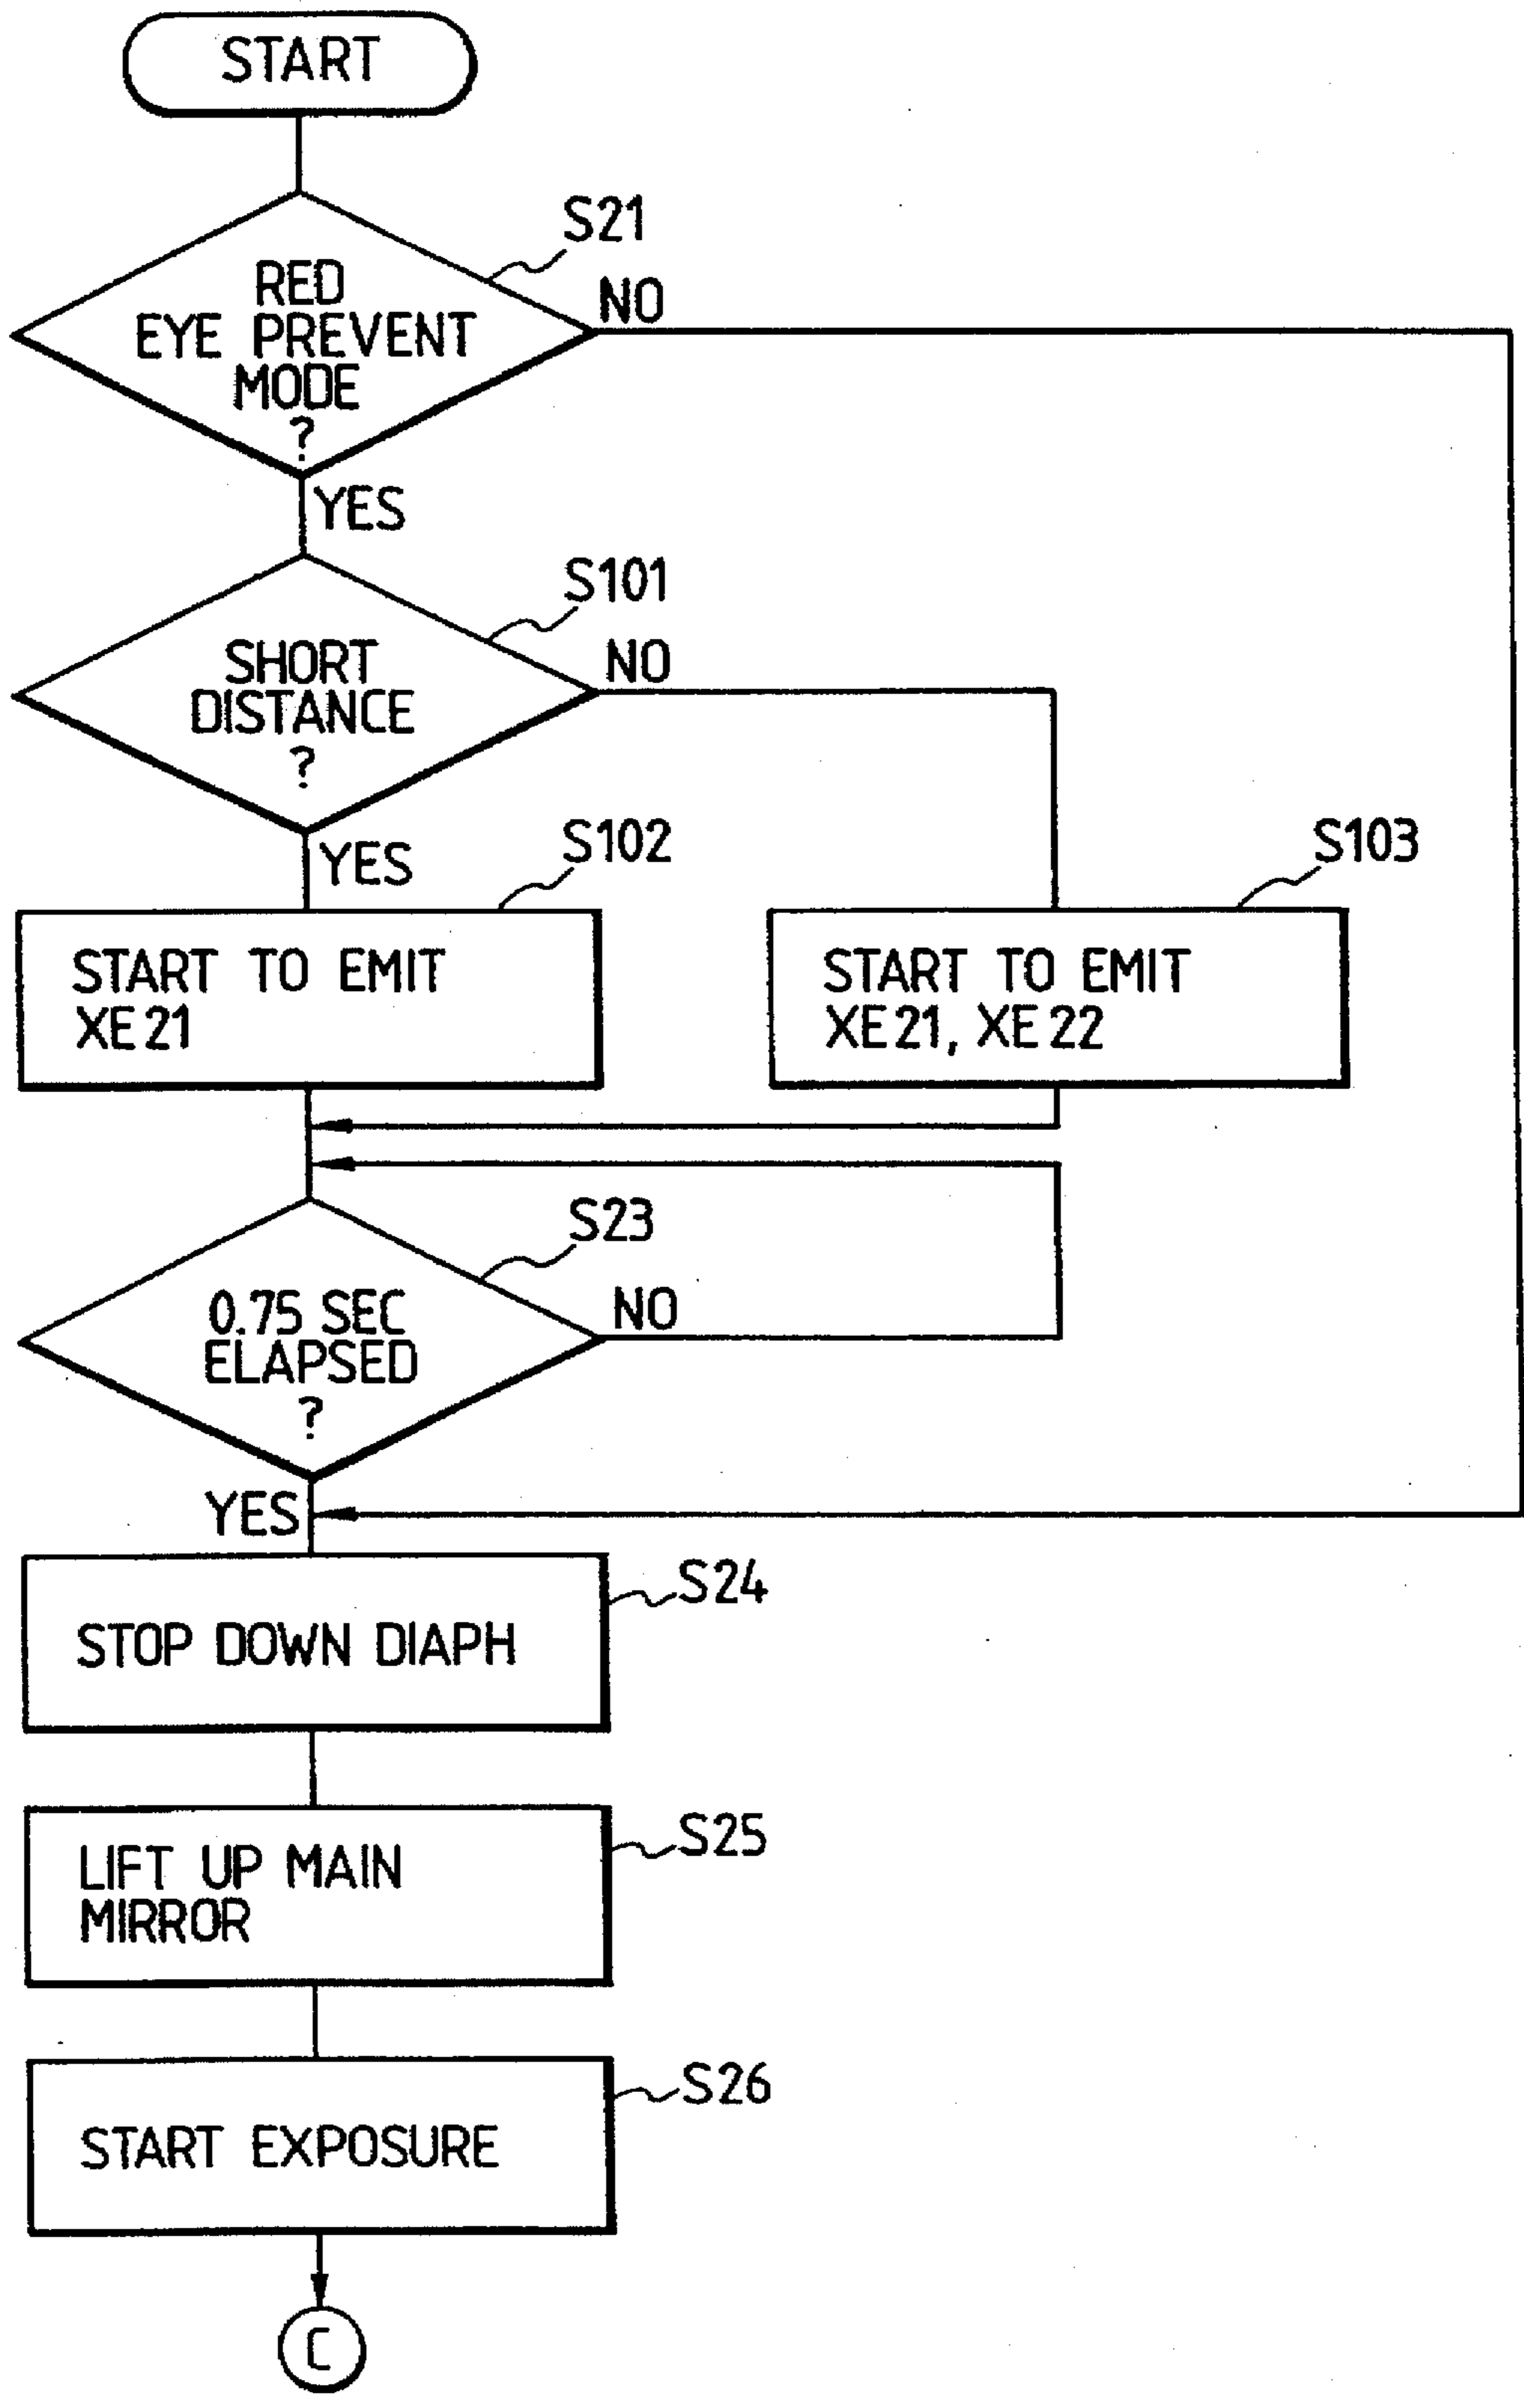 START
S21
RED
EYE PREVENT
MODE
?
NO
YES
S101
SHORT
DISTANCE
?
NO
YES
S102
START TO EMIT
XE21
S103
START TO EMIT
XE21, XE22
S23
0.75 SEC
ELAPSED
?
NO
YES
S24
STOP DOWN DIAPH
S25
LIFT UP MAIN
MIRROR
S26
START EXPOSURE
C